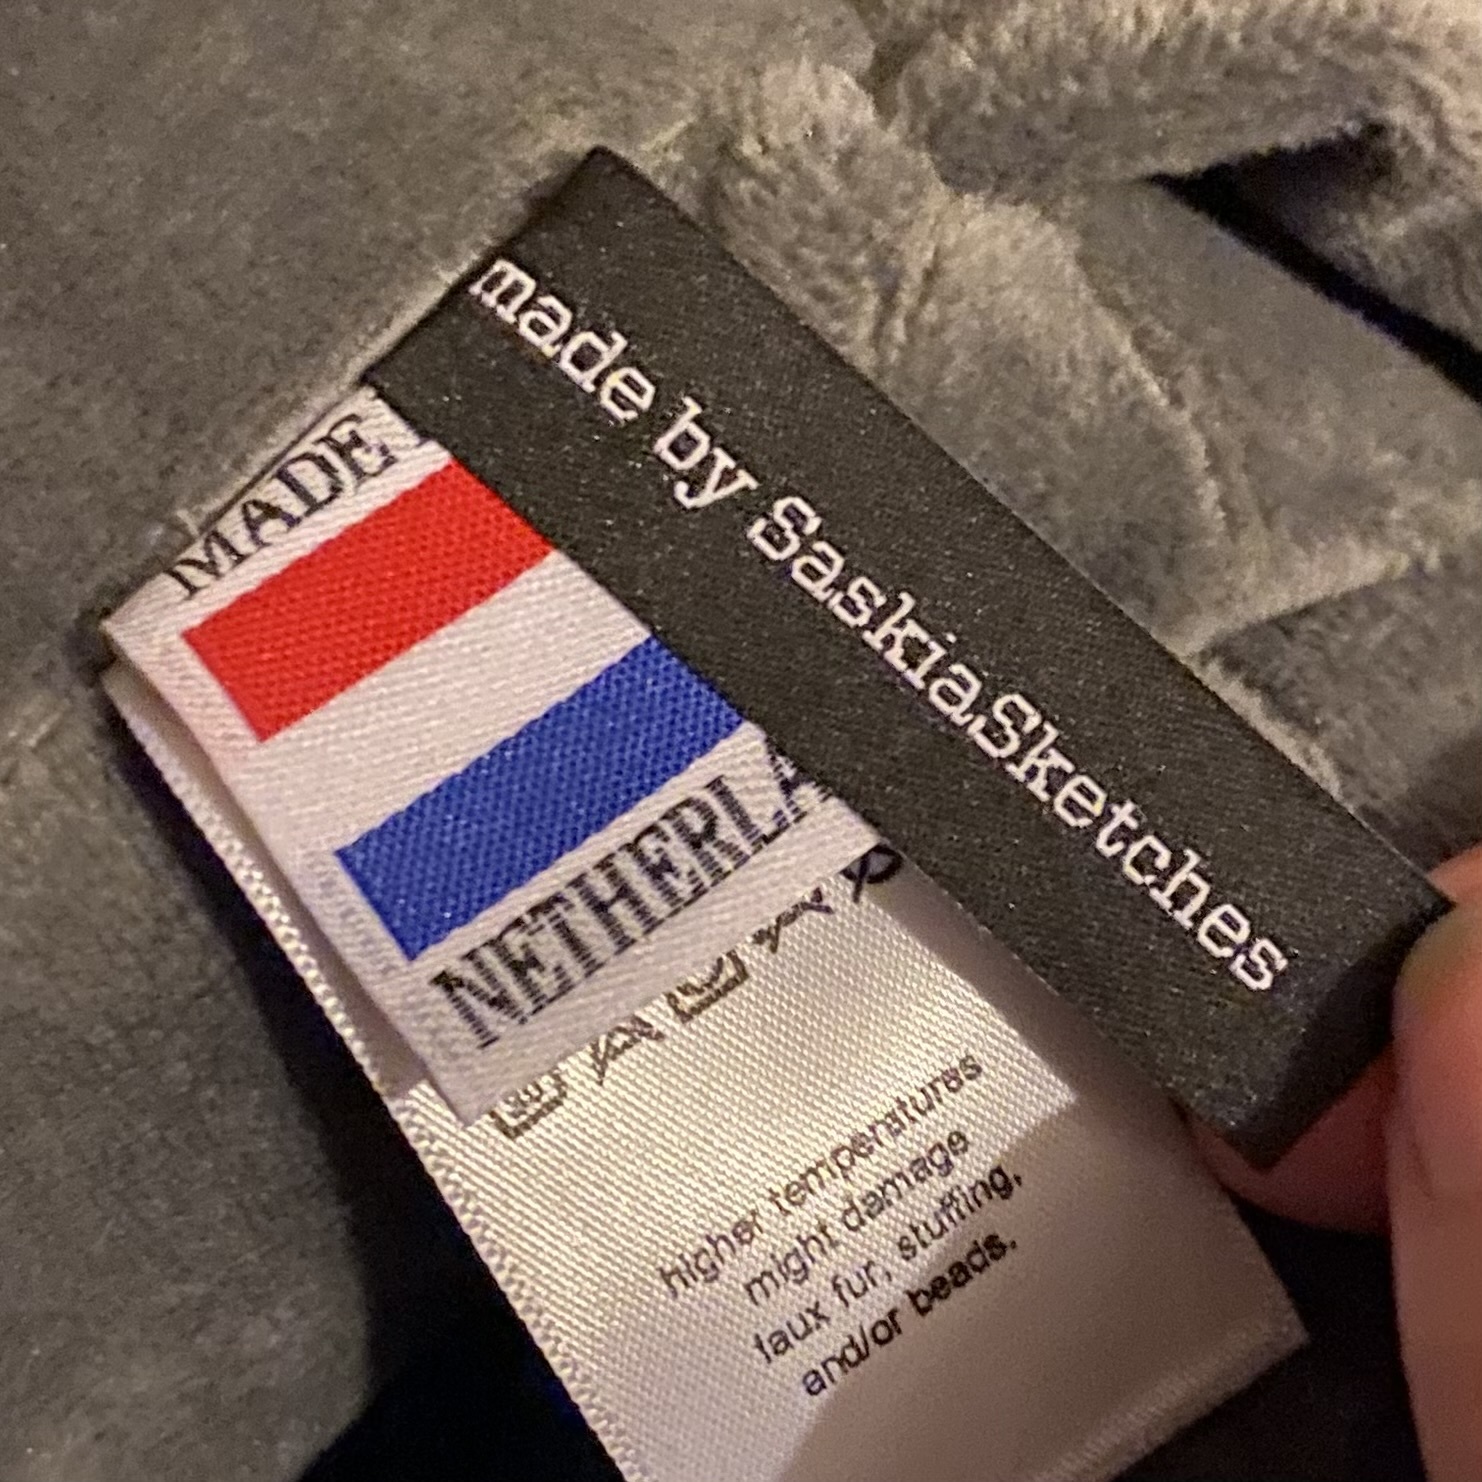 made by SaskiaSketches
MADE
NETHERLA
higher temperatures
might damage
faux fur, stuffing,
and/or beads.